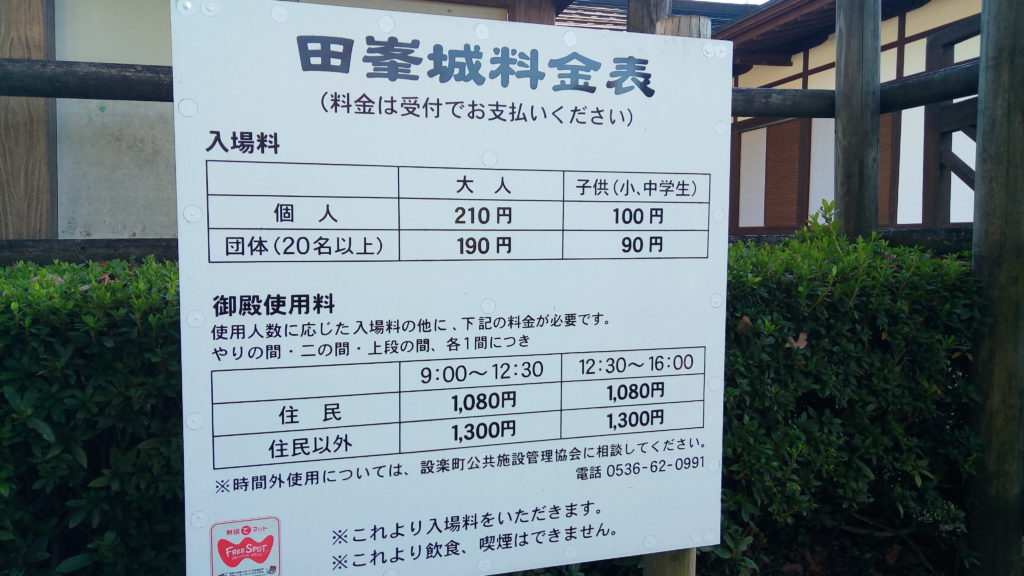 田峯城料金表
(料金は受付でお支払いください)
入場料
大人 子供(小、中学生)
個人 210円 100円
団体(20名以上) 190円 90円
御殿使用料
使用人数に応じた入場料の他に、下記の料金が必要です。
やりの間・二の間・上段の間、各1間につき
9:00〜12:30 12:30〜16:00
住民 1,080円 1,080円
住民以外 1,300円 1,300円
※時間外使用については、設楽町公共施設管理協会に相談してください。
電話 0536-62-0991
※これより入場料をいただきます。
※これより飲食、喫煙はできません。
FREESPOT